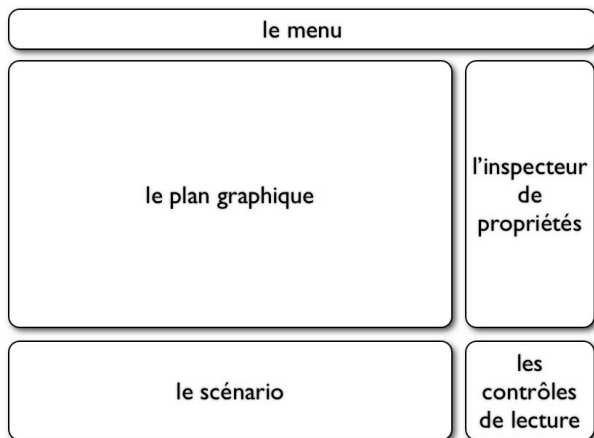 le menu
le plan graphique
l'inspecteur
de
propriétés
le scénario
les
contrôles
de lecture